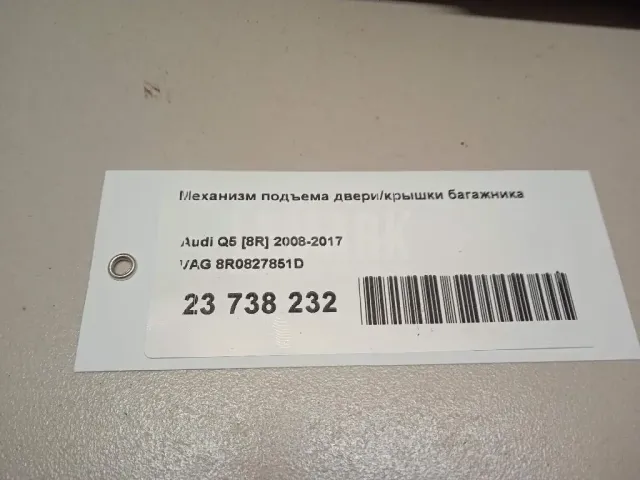 Механизм подъема двери/крышки багажника
Audi Q5 [8R] 2008-2017
VAG 8R0827851D
23 738 232